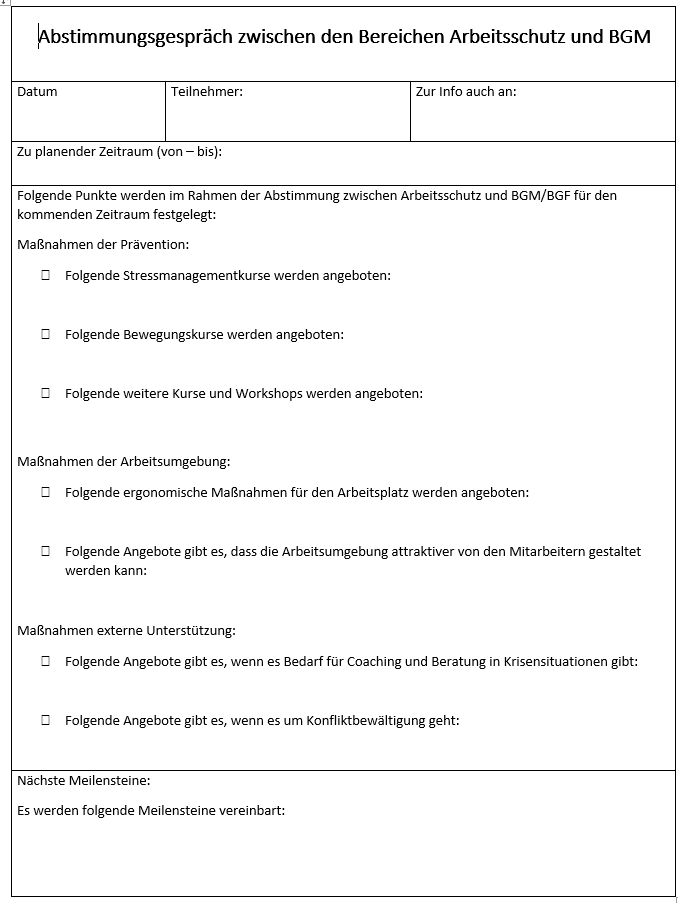 Abstimmungsgespräch zwischen den Bereichen Arbeitsschutz und BGM
Datum
Teilnehmer:
Zur Info auch an:
Zu planender Zeitraum (von – bis):
Folgende Punkte werden im Rahmen der Abstimmung zwischen Arbeitsschutz und BGM/BGF für den
kommenden Zeitraum festgelegt:
Maßnahmen der Prävention:
☐ Folgende Stressmanagementkurse werden angeboten:
☐ Folgende Bewegungskurse werden angeboten:
☐ Folgende weitere Kurse und Workshops werden angeboten:
Maßnahmen der Arbeitsumgebung:
☐ Folgende ergonomische Maßnahmen für den Arbeitsplatz werden angeboten:
☐ Folgende Angebote gibt es, dass die Arbeitsumgebung attraktiver von den Mitarbeitern gestaltet
werden kann:
Maßnahmen externe Unterstützung:
☐ Folgende Angebote gibt es, wenn es Bedarf für Coaching und Beratung in Krisensituationen gibt:
☐ Folgende Angebote gibt es, wenn es um Konfliktbewältigung geht:
Nächste Meilensteine:
Es werden folgende Meilensteine vereinbart: